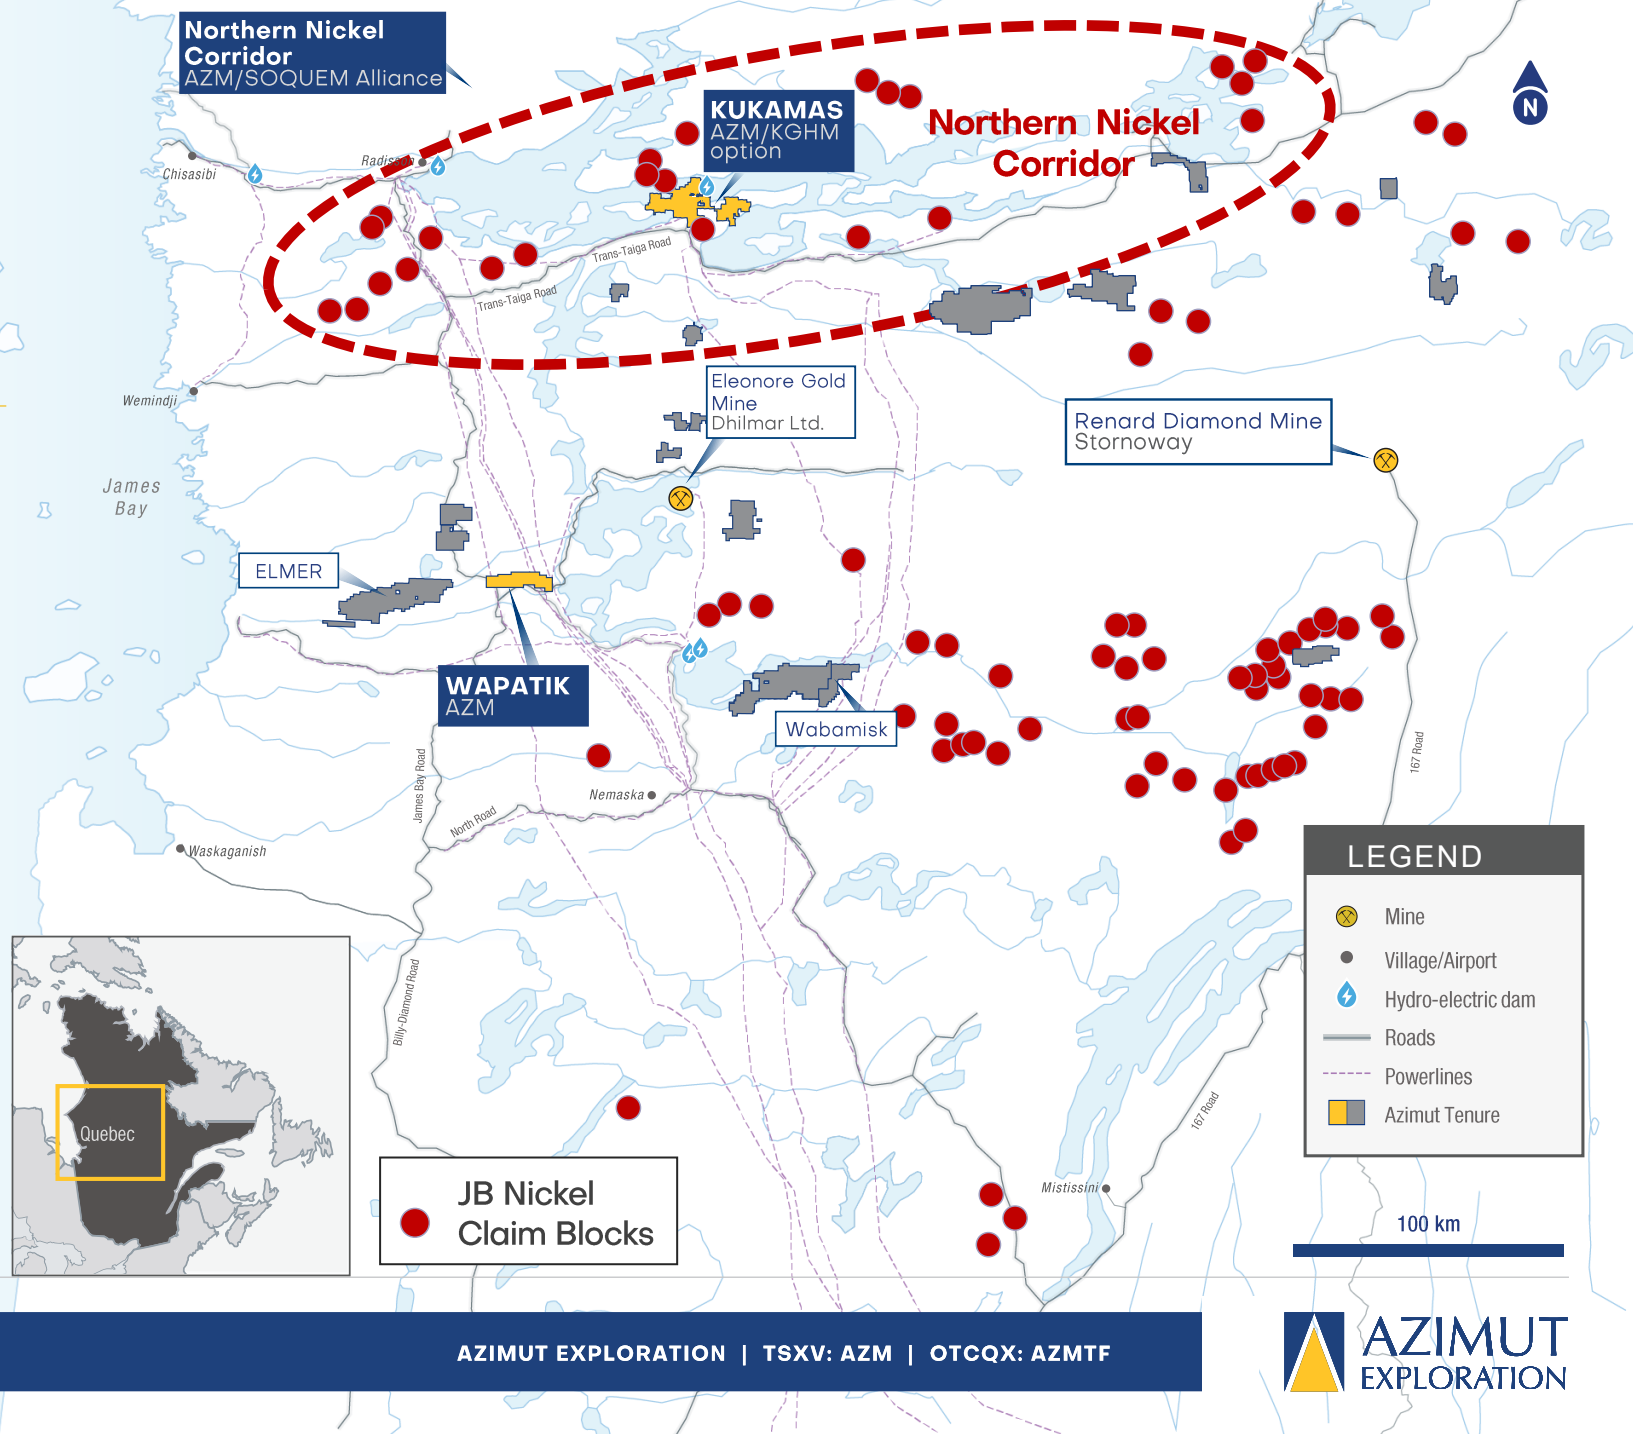 Northern Nickel
Corridor
AZM/SOQUEM Alliance
KUKAMAS
AZM/KGHM
option
Northern Nickel
Corridor
N
Chisasibi
Radisson
Trans-Taiga Road
Trans-Taiga Road
Wemindji
Eleonore Gold
Mine
Dhilmar Ltd.
Renard Diamond Mine
Stornoway
James
Bay
ELMER
WAPATIK
AZM
Wabamisk
James Bay Road
167 Road
Nemaska
North Road
Waskaganish
LEGEND
Mine
Village/Airport
Hydro-electric dam
Roads
Powerlines
Azimut Tenure
Billy-Diamond Road
Quebec
167 Road
Mistissini
JB Nickel
Claim Blocks
100 km
AZIMUT EXPLORATION | TSXV: AZM | OTCQX: AZMTF
AZIMUT
EXPLORATION